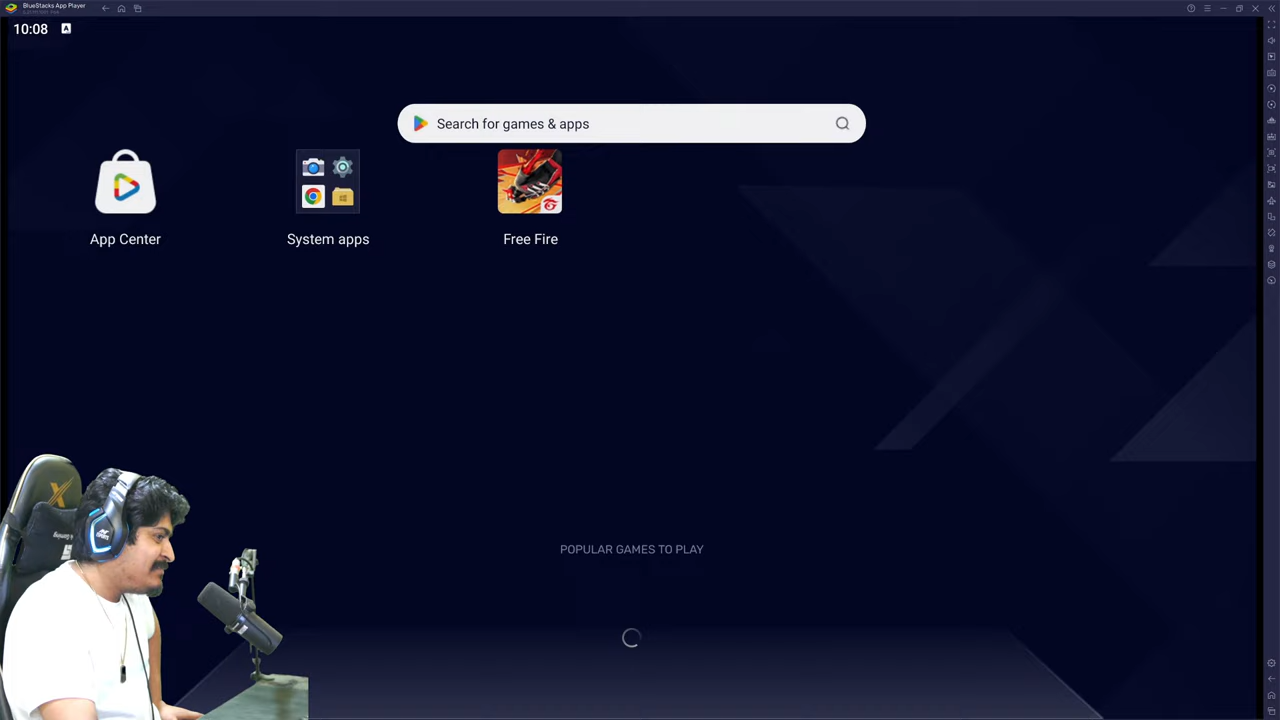 BlueStacks App Player
10:08
A
Search for games & apps
App Center
System apps
Free Fire
POPULAR GAMES TO PLAY